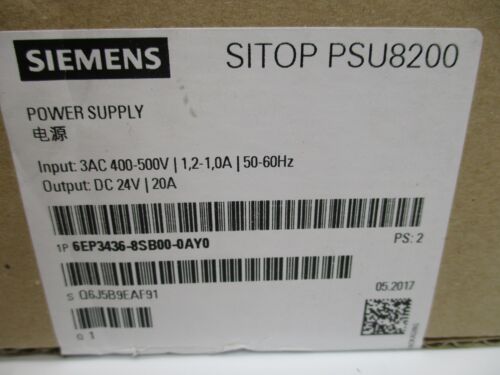 SIEMENS
SITOP PSU8200
POWER SUPPLY
电源
Input: 3AC 400-500V | 1,2-1,0A | 50-60Hz
Output: DC 24V | 20A
1P 6EP3436-8SB00-0AY0
PS: 2
S Q6J5B9EAF91
05.2017
Q 1